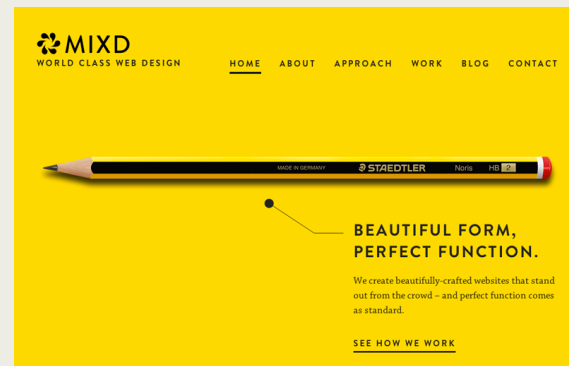 MIXD
WORLD CLASS WEB DESIGN
HOME ABOUT APPROACH WORK BLOG CONTACT
MADE IN GERMANY STAEDTLER Noris HB 2
BEAUTIFUL FORM,
PERFECT FUNCTION.
We create beautifully-crafted websites that stand
out from the crowd – and perfect function comes
as standard.
SEE HOW WE WORK